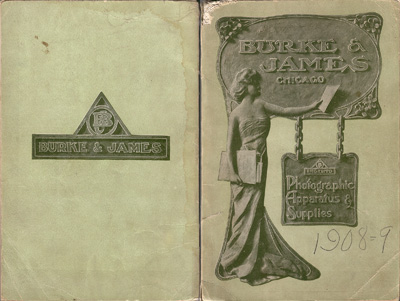 BURKE & JAMES
BURKE &
JAMES
CHICAGO
Photographic
Apparatus &
Supplies
1908-9